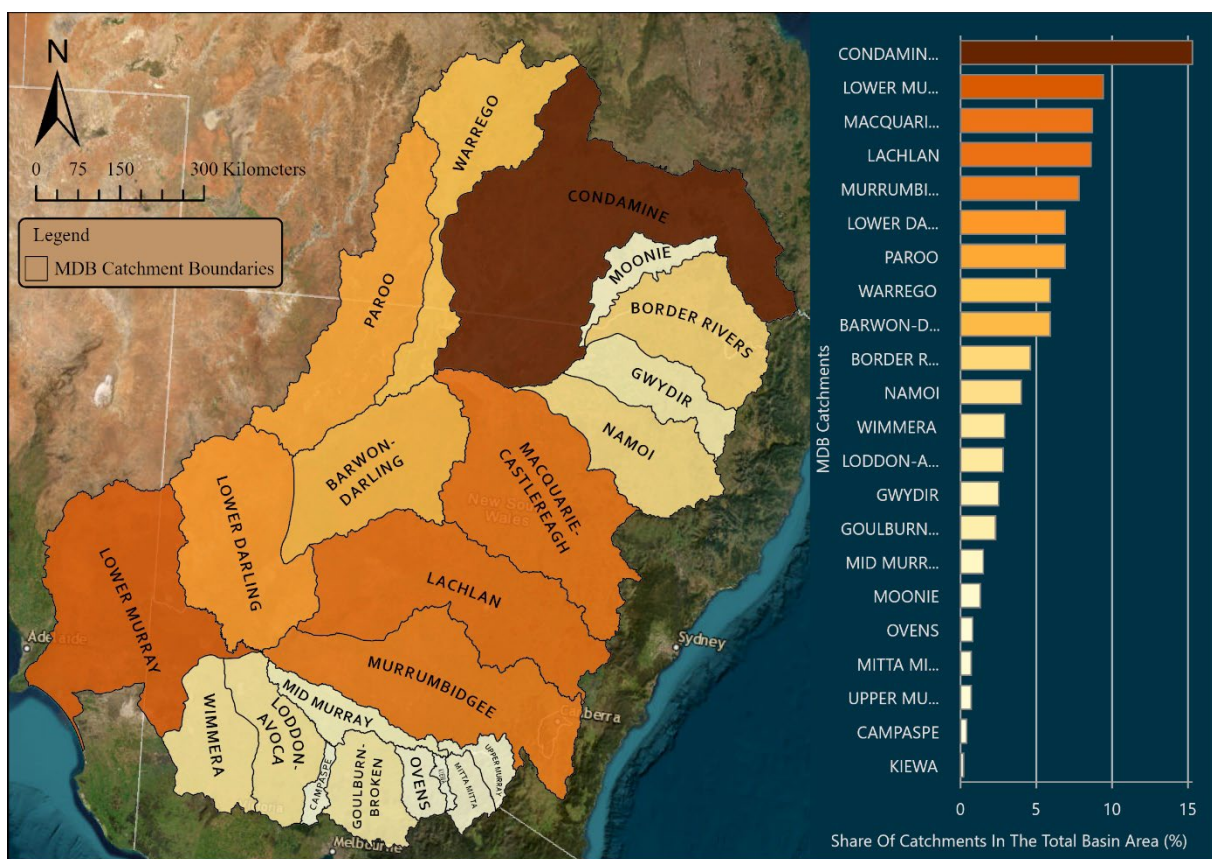 N
0 75 150 300 Kilometers
Legend
MDB Catchment Boundaries
WARREGO
CONDAMINE
MOONIE
PAROO
BORDER RIVERS
GWYDIR
NAMOI
BARWON-
DARLING
MACQUARIE-
CASTLEREAGH
New South
Wales
LOWER DARLING
LOWER MURRAY
LACHLAN
Adelaide
Sydney
MURRUMBIDGEE
Canberra
MID MURRAY
WIMMERA
LODDON-
AVOCA
CAMPASPE
GOULBURN-
BROKEN
OVENS
MITTA MITTA
UPPER MURRAY
Melbourne
MDB Catchments
CONDAMIN...
LOWER MU...
MACQUARI...
LACHLAN
MURRUMBI...
LOWER DA...
PAROO
WARREGO
BARWON-D...
BORDER R...
NAMOI
WIMMERA
LODDON-A...
GWYDIR
GOULBURN...
MID MURR...
MOONIE
OVENS
MITTA MI...
UPPER MU...
CAMPASPE
KIEWA
0 5 10 15
Share Of Catchments In The Total Basin Area (%)